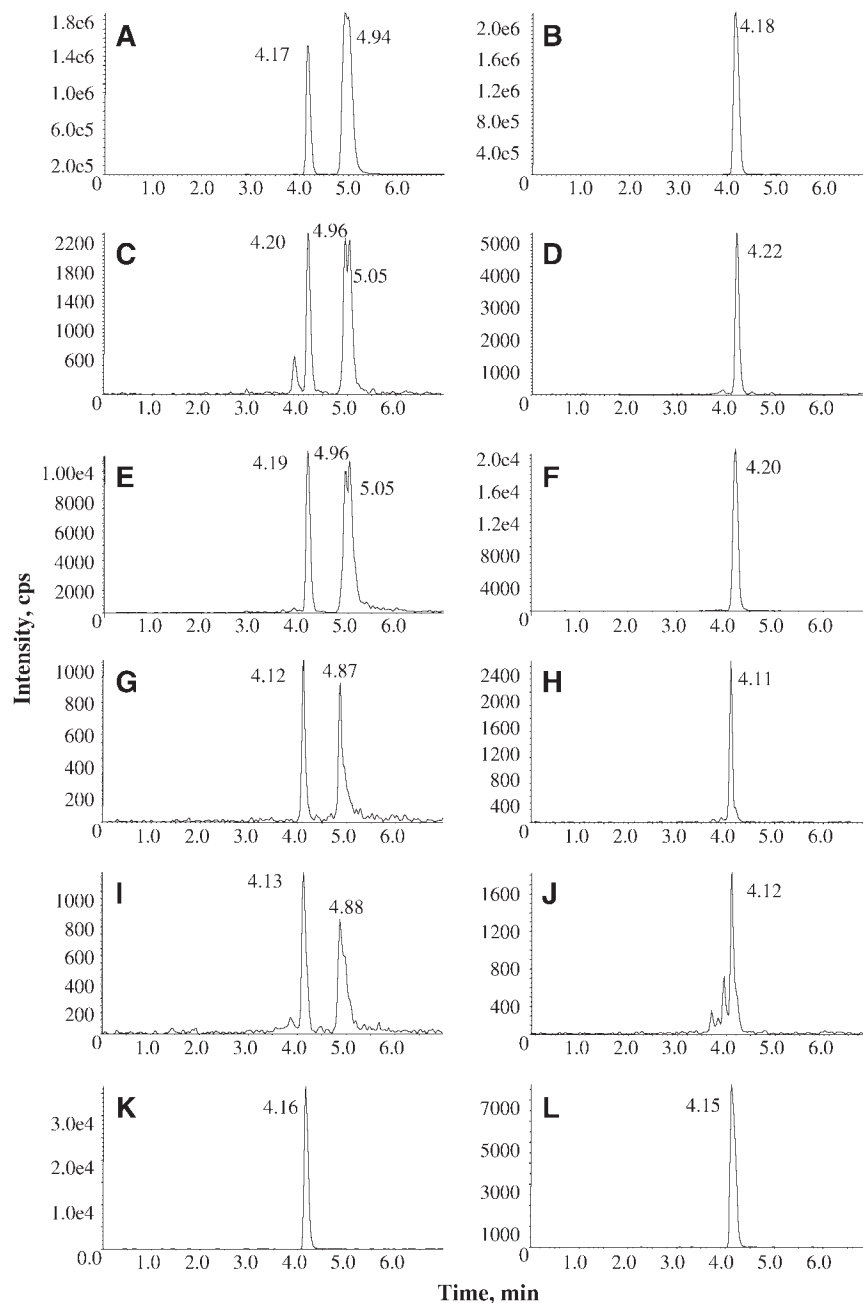 A
1.8e6
1.4e6
1.0e6
6.0e5
2.0e5
4.17
4.94
0 1.0 2.0 3.0 4.0 5.0 6.0
B
2.0e6
1.6e6
1.2e6
8.0e5
4.0e5
4.18
0 1.0 2.0 3.0 4.0 5.0 6.0
C
2200
1800
1400
1000
600
4.20
4.96
5.05
0 1.0 2.0 3.0 4.0 5.0 6.0
D
5000
4000
3000
2000
1000
4.22
0 1.0 2.0 3.0 4.0 5.0 6.0
E
1.00e4
8000
6000
4000
2000
4.19
4.96
5.05
0 1.0 2.0 3.0 4.0 5.0 6.0
F
2.0e4
1.6e4
1.2e4
8000
4000
4.20
0 1.0 2.0 3.0 4.0 5.0 6.0
Intensity, cps
G
1000
800
600
400
200
4.12
4.87
0 1.0 2.0 3.0 4.0 5.0 6.0
H
2400
2000
1600
1200
800
400
4.11
0 1.0 2.0 3.0 4.0 5.0 6.0
I
1000
800
600
400
200
4.13
4.88
0 1.0 2.0 3.0 4.0 5.0 6.0
J
1600
1200
800
400
4.12
0 1.0 2.0 3.0 4.0 5.0 6.0
K
3.0e4
2.0e4
1.0e4
0.0
4.16
1.0 2.0 3.0 4.0 5.0 6.0
L
7000
5000
3000
1000
4.15
0 1.0 2.0 3.0 4.0 5.0 6.0
Time, min